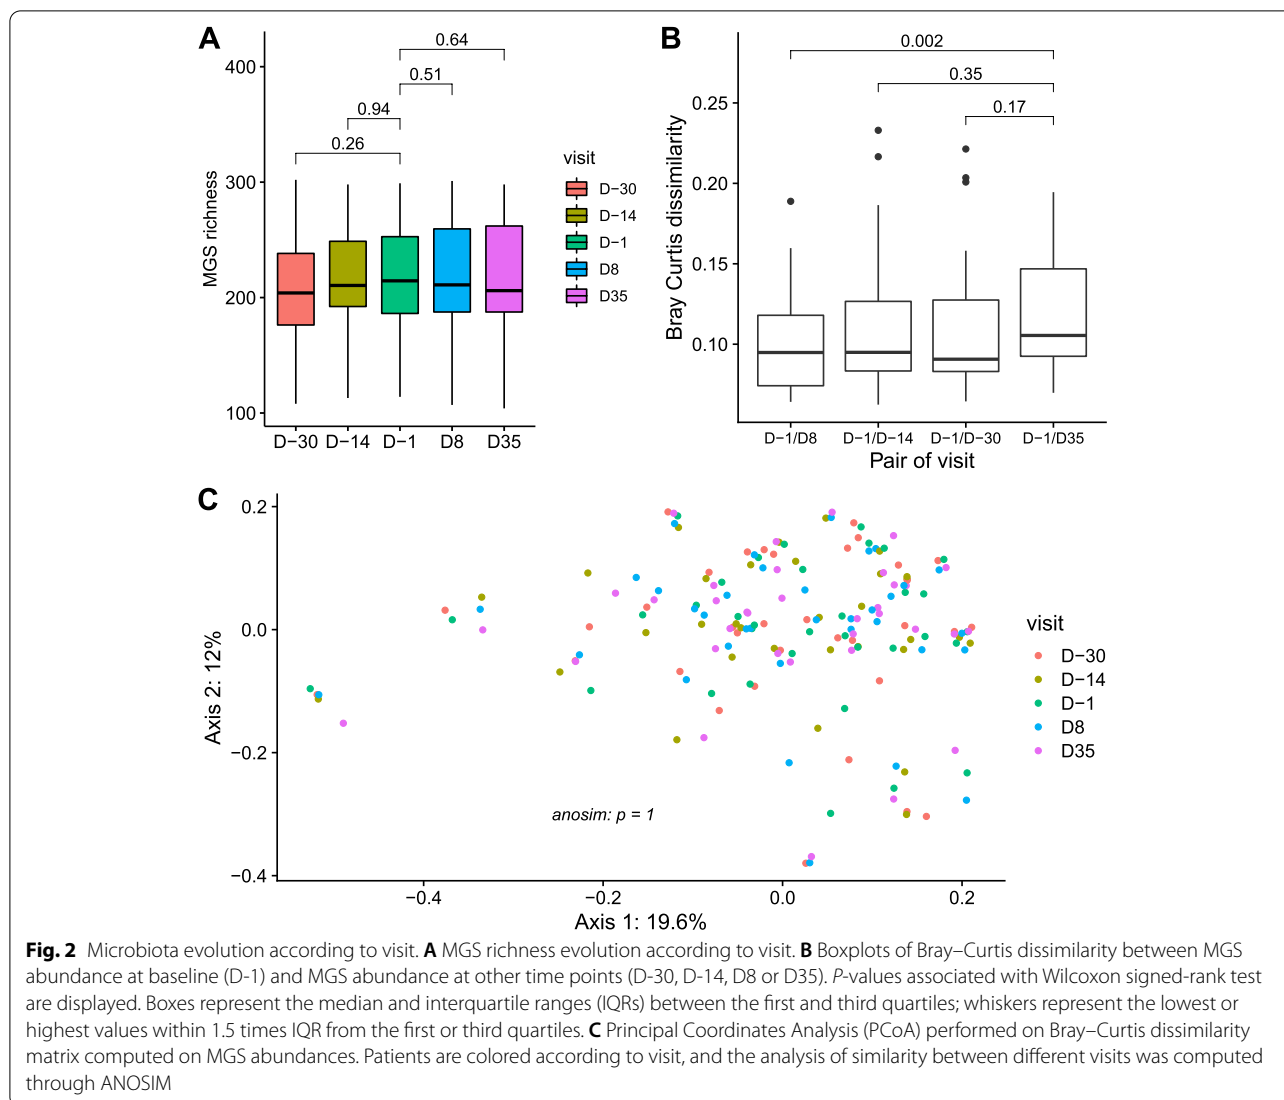 A
MGS richness
400
300
200
100
0.64
0.51
0.94
0.26
D−30
D−14
D−1
D8
D35
visit
D−30
D−14
D−1
D8
D35
B
Bray Curtis dissimilarity
0.25
0.20
0.15
0.10
0.002
0.35
0.17
D−1/D8
D−1/D−14
D−1/D−30
D−1/D35
Pair of visit
C
Axis 2: 12%
0.2
0.0
−0.2
−0.4
anosim: p = 1
−0.4
−0.2
0.0
0.2
Axis 1: 19.6%
visit
D−30
D−14
D−1
D8
D35
Fig. 2 Microbiota evolution according to visit. A MGS richness evolution according to visit. B Boxplots of Bray–Curtis dissimilarity between MGS
abundance at baseline (D-1) and MGS abundance at other time points (D-30, D-14, D8 or D35). P-values associated with Wilcoxon signed-rank test
are displayed. Boxes represent the median and interquartile ranges (IQRs) between the first and third quartiles; whiskers represent the lowest or
highest values within 1.5 times IQR from the first or third quartiles. C Principal Coordinates Analysis (PCoA) performed on Bray–Curtis dissimilarity
matrix computed on MGS abundances. Patients are colored according to visit, and the analysis of similarity between different visits was computed
through ANOSIM